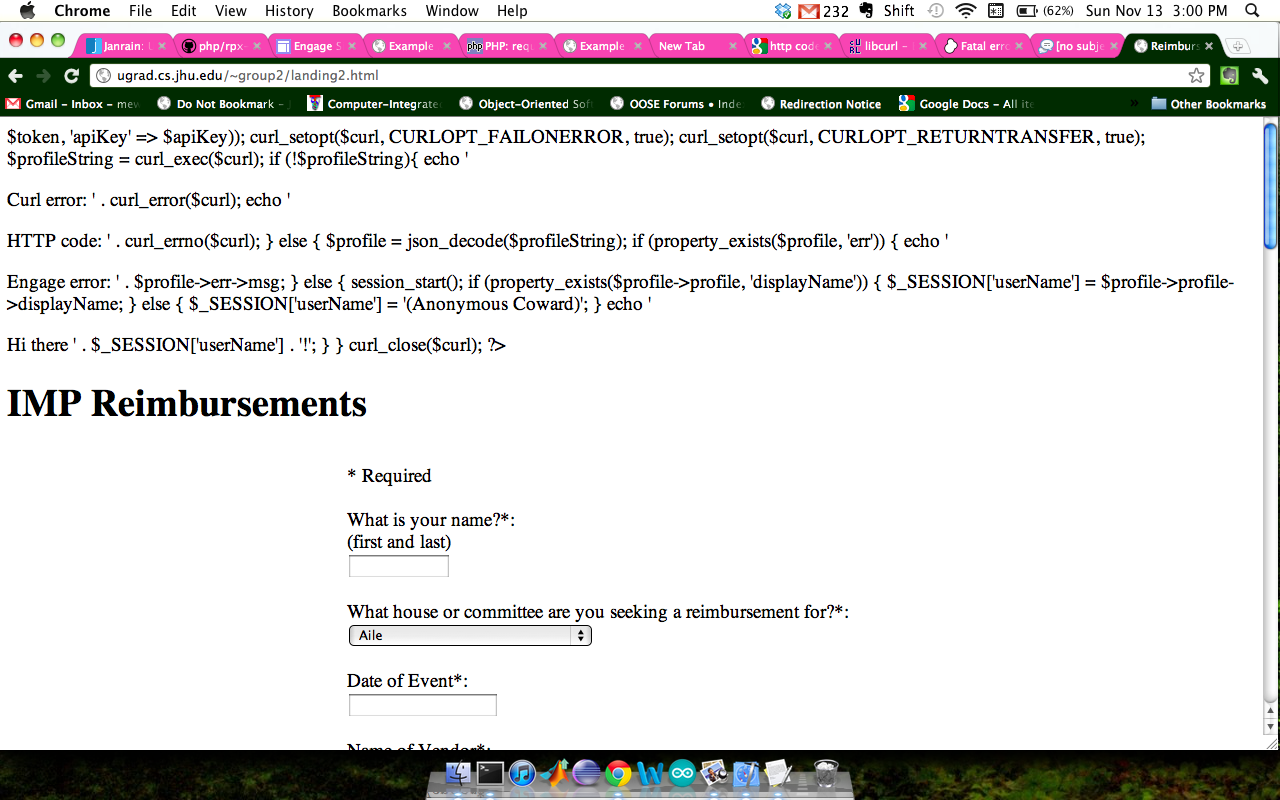 Chrome File Edit View History Bookmarks Window Help 232 Shift (62%) Sun Nov 13 3:00 PM
Janrain: php/rpx- Engage S Example PHP: requ Example New Tab http code libcurl – Fatal erro [no subje Reimburs
ugrad.cs.jhu.edu/~group2/landing2.html
Gmail – Inbox – mew Do Not Bookmark – Computer–Integrate Object–Oriented Sof OOSE Forums • Inde Redirection Notice Google Docs – All ite » Other Bookmarks
$token, 'apiKey' => $apiKey)); curl_setopt($curl, CURLOPT_FAILONERROR, true); curl_setopt($curl, CURLOPT_RETURNTRANSFER, true);
$profileString = curl_exec($curl); if (!$profileString){ echo '
Curl error: ' . curl_error($curl); echo '
HTTP code: ' . curl_errno($curl); } else { $profile = json_decode($profileString); if (property_exists($profile, 'err')) { echo '
Engage error: ' . $profile->err->msg; } else { session_start(); if (property_exists($profile->profile, 'displayName')) { $_SESSION['userName'] = $profile->profile-
>displayName; } else { $_SESSION['userName'] = '(Anonymous Coward)'; } echo '
Hi there ' . $_SESSION['userName'] . '!'; } } curl_close($curl); ?>
IMP Reimbursements
* Required
What is your name?*:
(first and last)
What house or committee are you seeking a reimbursement for?*:
Aile
Date of Event*:
Name of Vendor*: